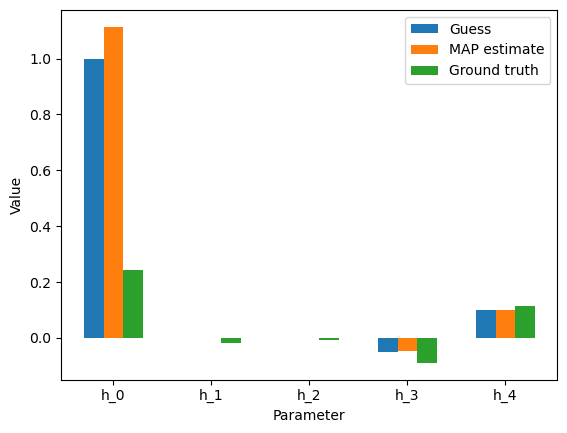 Guess
MAP estimate
Ground truth
Value
1.0
0.8
0.6
0.4
0.2
0.0
h_0 h_1 h_2 h_3 h_4
Parameter